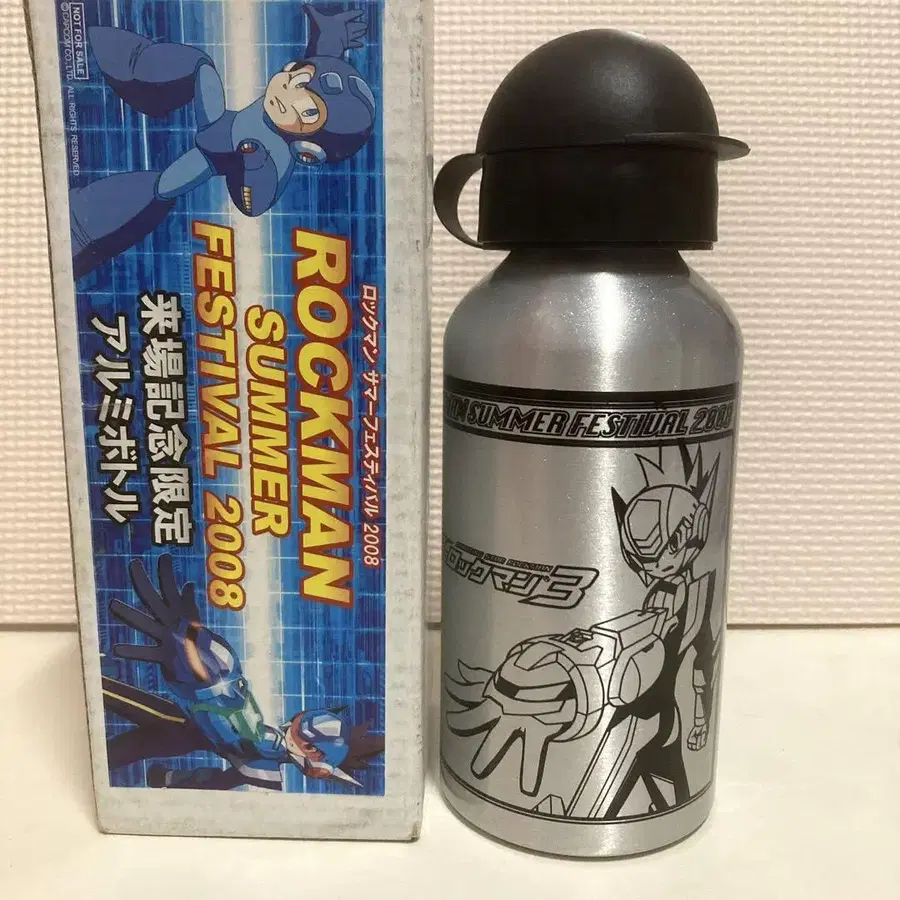 NOT FOR SALE
©CAPCOM CO., LTD. ALL RIGHTS RESERVED.
ロックマン サマーフェスティバル 2008
ROCKMAN
SUMMER
FESTIVAL 2008
来場記念限定
アルミボトル
SUMMER FESTIVAL 2008
ロックマン3